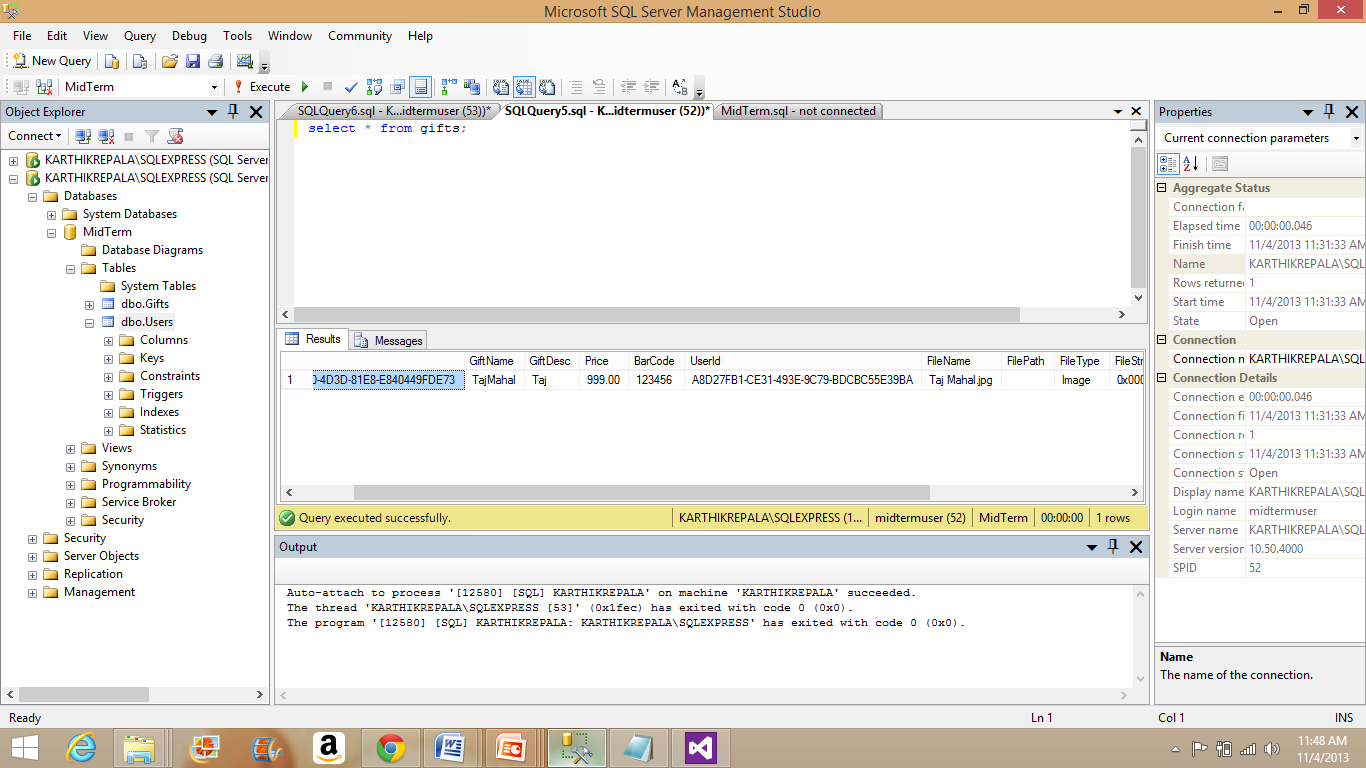 Microsoft SQL Server Management Studio
File Edit View Query Debug Tools Window Community Help
New Query
MidTerm
Execute
Object Explorer
Connect
KARTHIKREPALA\SQLEXPRESS (SQL Server
KARTHIKREPALA\SQLEXPRESS (SQL Server
Databases
System Databases
MidTerm
Database Diagrams
Tables
System Tables
dbo.Gifts
dbo.Users
Columns
Keys
Constraints
Triggers
Indexes
Statistics
Views
Synonyms
Programmability
Service Broker
Security
Security
Server Objects
Replication
Management
SQLQuery6.sql - K...idtermuser (53))* SQLQuery5.sql - K...idtermuser (52))* MidTerm.sql - not connected
select * from gifts;
Results Messages
GiftName GiftDesc Price BarCode UserId FileName FilePath FileType FileStr
1 0-4D3D-81E8-E840449FDE73 TajMahal Taj 999.00 123456 A8D27FB1-CE31-493E-9C79-BDCBC55E39BA Taj Mahal.jpg Image 0x000
Query executed successfully. KARTHIKREPALA\SQLEXPRESS (1... midtermuser (52) MidTerm 00:00:00 1 rows
Output
Auto-attach to process '[12580] [SQL] KARTHIKREPALA' on machine 'KARTHIKREPALA' succeeded.
The thread 'KARTHIKREPALA\SQLEXPRESS [53]' (0x1fec) has exited with code 0 (0x0).
The program '[12580] [SQL] KARTHIKREPALA: KARTHIKREPALA\SQLEXPRESS' has exited with code 0 (0x0).
Properties
Current connection parameters
Aggregate Status
Connection fa
Elapsed time 00:00:00.046
Finish time 11/4/2013 11:31:33 AM
Name KARTHIKREPALA\SQL
Rows returned 1
Start time 11/4/2013 11:31:33 AM
State Open
Connection
Connection n KARTHIKREPALA\SQL
Connection Details
Connection e 00:00:00.046
Connection fi 11/4/2013 11:31:33 AM
Connection r 1
Connection s 11/4/2013 11:31:33 AM
Connection s Open
Display name KARTHIKREPALA\SQL
Login name midtermuser
Server name KARTHIKREPALA\SQL
Server version 10.50.4000
SPID 52
Name
The name of the connection.
Ready Ln 1 Col 1 INS
11:48 AM
11/4/2013